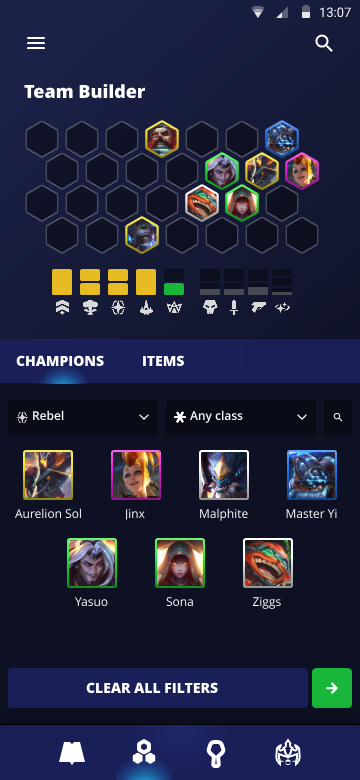 13:07
Team Builder
CHAMPIONS
ITEMS
Rebel
Any class
Aurelion Sol
Jinx
Malphite
Master Yi
Yasuo
Sona
Ziggs
CLEAR ALL FILTERS